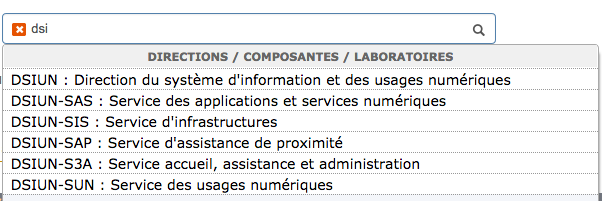 dsi
DIRECTIONS / COMPOSANTES / LABORATOIRES
DSIUN : Direction du système d'information et des usages numériques
DSIUN-SAS : Service des applications et services numériques
DSIUN-SIS : Service d'infrastructures
DSIUN-SAP : Service d'assistance de proximité
DSIUN-S3A : Service accueil, assistance et administration
DSIUN-SUN : Service des usages numériques